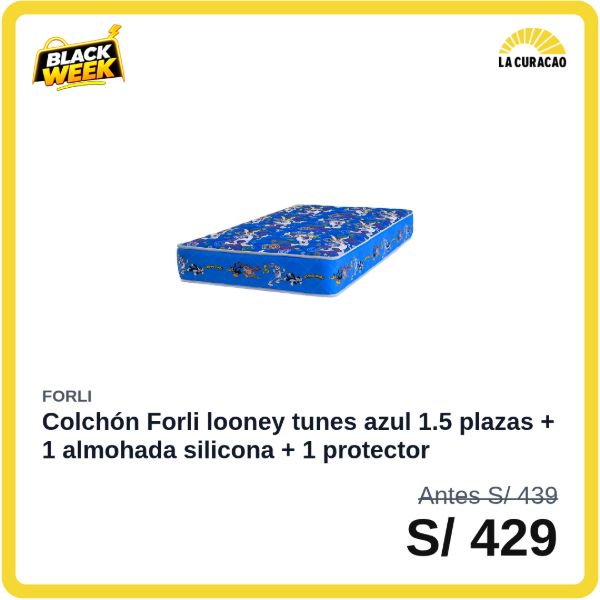 BLACK
WEEK
LA CURACAO
FORLI
Colchón Forli looney tunes azul 1.5 plazas +
1 almohada silicona + 1 protector
Antes S/ 439
S/ 429